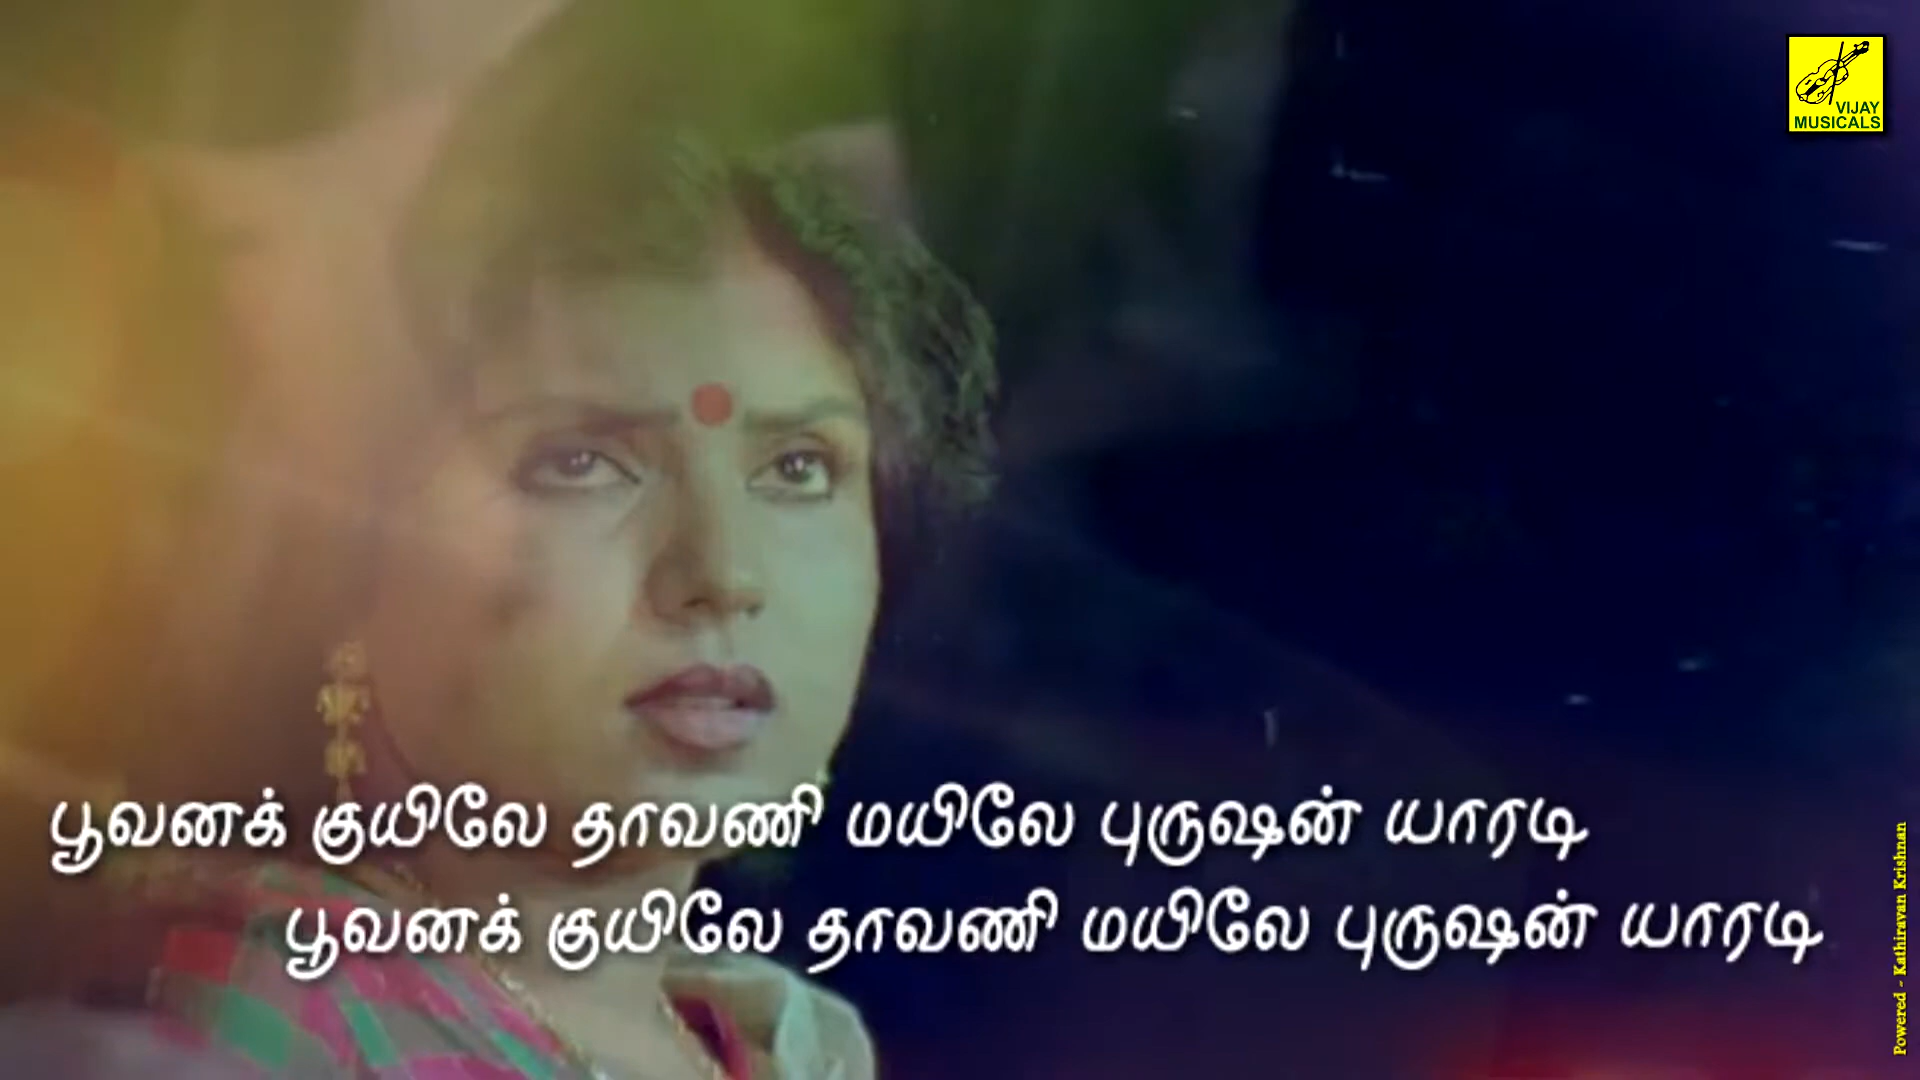 VIJAY
MUSICALS
பூவனக் குயிலே தாவணி மயிலே புருஷன் யாரடி
பூவனக் குயிலே தாவணி மயிலே புருஷன் யாரடி
Powered - Kathiravan Krishnan